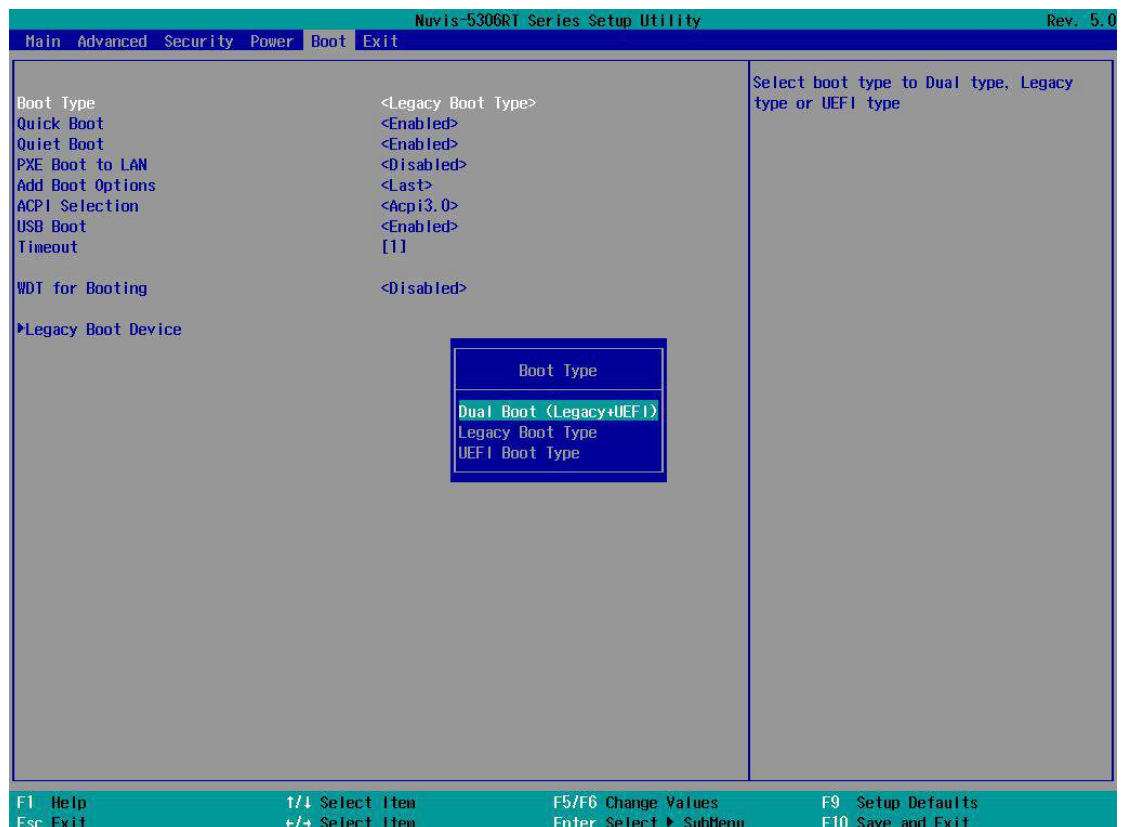 Nuvis-5306RT Series Setup Utility Rev. 5.0
Main Advanced Security Power Boot Exit
Select boot type to Dual type, Legacy
type or UEFI type
Boot Type <Legacy Boot Type>
Quick Boot <Enabled>
Quiet Boot <Enabled>
PXE Boot to LAN <Disabled>
Add Boot Options <Last>
ACPI Selection <Acpi3.0>
USB Boot <Enabled>
Timeout [1]
WDT for Booting <Disabled>
▶Legacy Boot Device
Boot Type
Dual Boot (Legacy+UEFI)
Legacy Boot Type
UEFI Boot Type
F1 Help ↑/↓ Select Item F5/F6 Change Values F9 Setup Defaults
Esc Exit ←/→ Select Item Enter Select ▶ SubMenu F10 Save and Exit